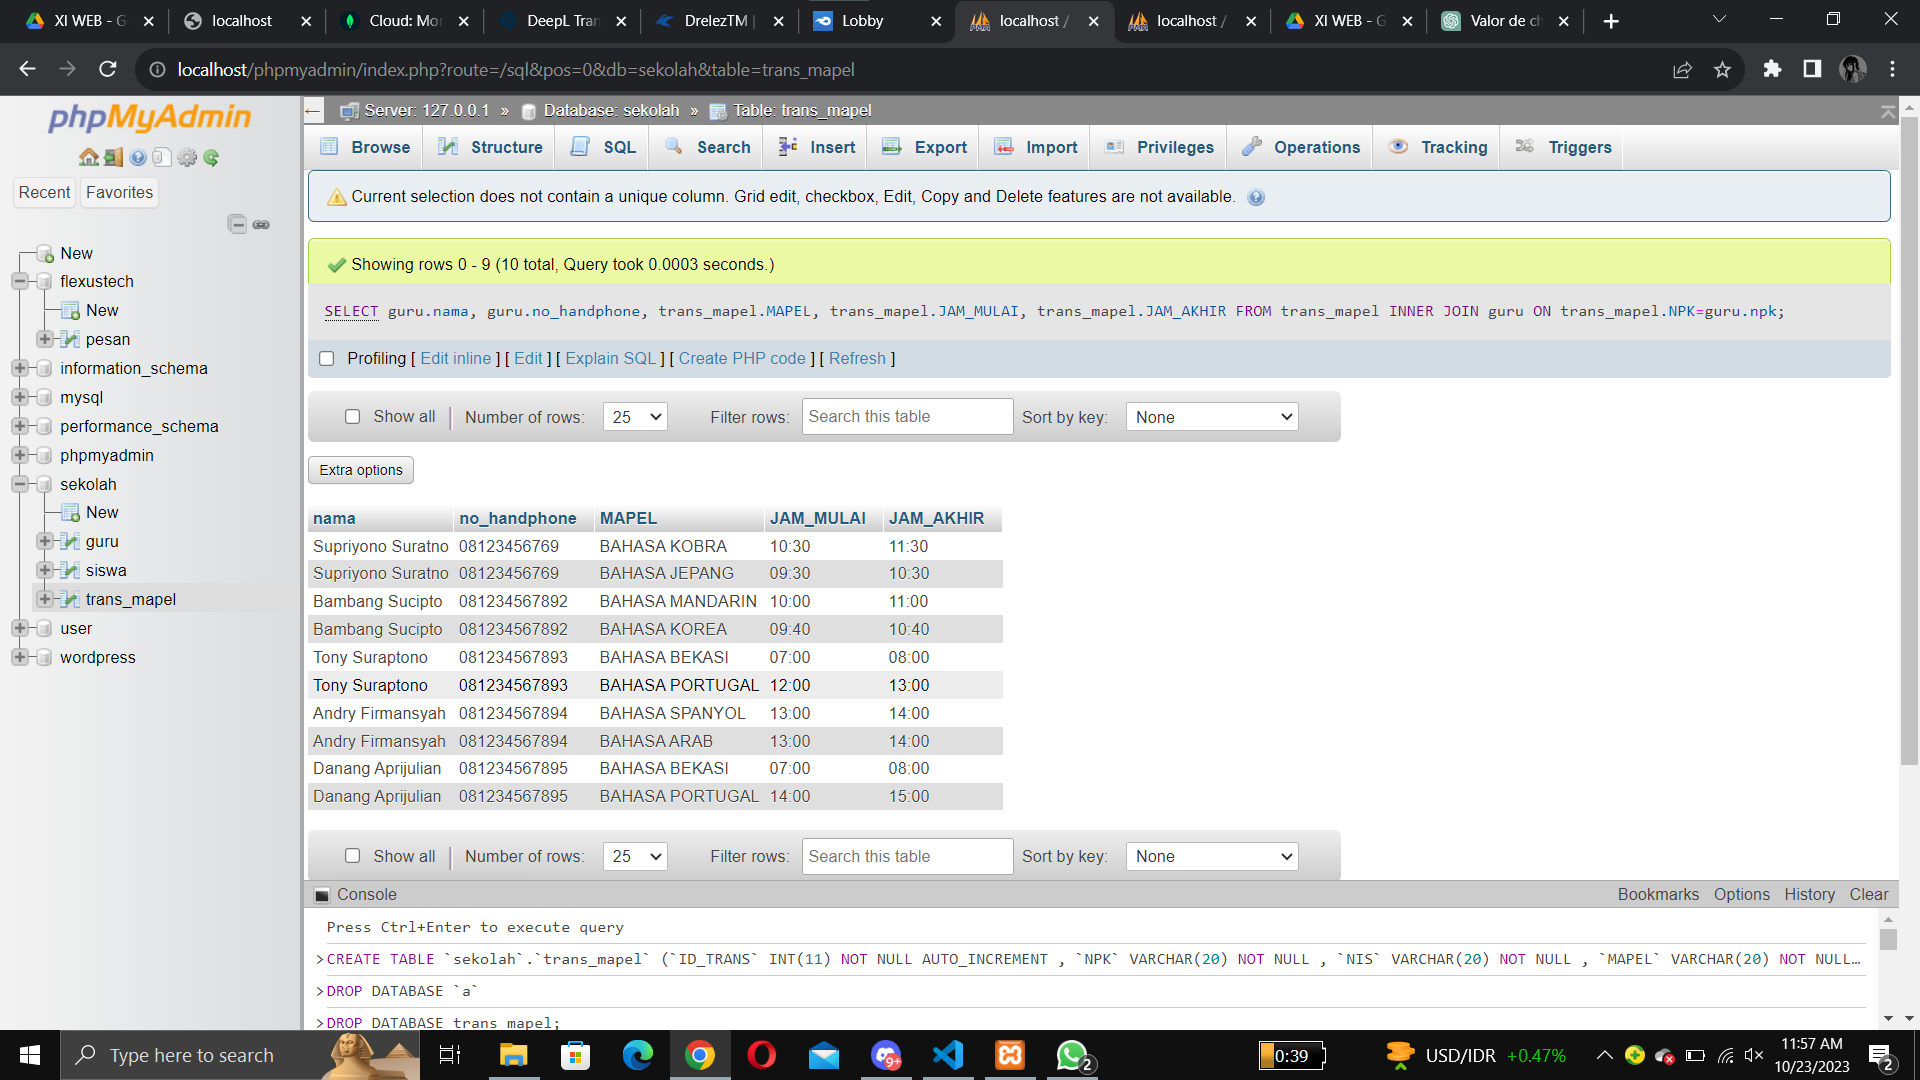 XI WEB - G
localhost
Cloud: Mon
DeepL Tran
DrelezTM |
Lobby
localhost /
localhost /
XI WEB - G
Valor de ch
localhost/phpmyadmin/index.php?route=/sql&pos=0&db=sekolah&table=trans_mapel
phpMyAdmin
Recent
Favorites
New
flexustech
New
pesan
information_schema
mysql
performance_schema
phpmyadmin
sekolah
New
guru
siswa
trans_mapel
user
wordpress
Server: 127.0.0.1 » Database: sekolah » Table: trans_mapel
Browse Structure SQL Search Insert Export Import Privileges Operations Tracking Triggers
Current selection does not contain a unique column. Grid edit, checkbox, Edit, Copy and Delete features are not available.
Showing rows 0 - 9 (10 total, Query took 0.0003 seconds.)
SELECT guru.nama, guru.no_handphone, trans_mapel.MAPEL, trans_mapel.JAM_MULAI, trans_mapel.JAM_AKHIR FROM trans_mapel INNER JOIN guru ON trans_mapel.NPK=guru.npk;
Profiling [ Edit inline ] [ Edit ] [ Explain SQL ] [ Create PHP code ] [ Refresh ]
Show all | Number of rows: 25 Filter rows: Search this table Sort by key: None
Extra options
nama no_handphone MAPEL JAM_MULAI JAM_AKHIR
Supriyono Suratno 08123456769 BAHASA KOBRA 10:30 11:30
Supriyono Suratno 08123456769 BAHASA JEPANG 09:30 10:30
Bambang Sucipto 081234567892 BAHASA MANDARIN 10:00 11:00
Bambang Sucipto 081234567892 BAHASA KOREA 09:40 10:40
Tony Suraptono 081234567893 BAHASA BEKASI 07:00 08:00
Tony Suraptono 081234567893 BAHASA PORTUGAL 12:00 13:00
Andry Firmansyah 081234567894 BAHASA SPANYOL 13:00 14:00
Andry Firmansyah 081234567894 BAHASA ARAB 13:00 14:00
Danang Aprijulian 081234567895 BAHASA BEKASI 07:00 08:00
Danang Aprijulian 081234567895 BAHASA PORTUGAL 14:00 15:00
Show all | Number of rows: 25 Filter rows: Search this table Sort by key: None
Console Bookmarks Options History Clear
Press Ctrl+Enter to execute query
>CREATE TABLE `sekolah`.`trans_mapel` (`ID_TRANS` INT(11) NOT NULL AUTO_INCREMENT , `NPK` VARCHAR(20) NOT NULL , `NIS` VARCHAR(20) NOT NULL , `MAPEL` VARCHAR(20) NOT NULL…
>DROP DATABASE `a`
>DROP DATABASE trans_mapel;
Type here to search
9+
2
0:39
USD/IDR +0.47%
11:57 AM
10/23/2023
2